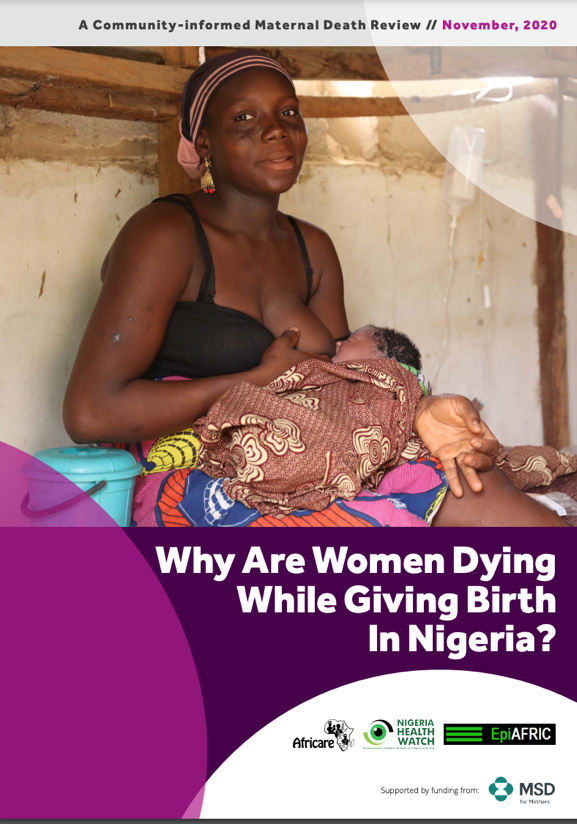 A Community-informed Maternal Death Review // November, 2020
Why Are Women Dying
While Giving Birth
In Nigeria?
Africare
NIGERIA
HEALTH
WATCH
EpiAFRIC
Supported by funding from:
MSD
for Mothers